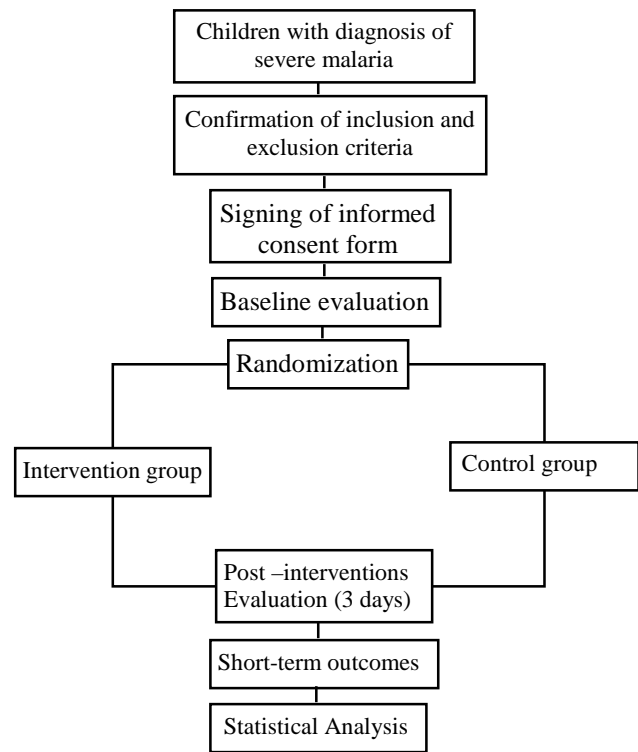 Children with diagnosis of
severe malaria
Confirmation of inclusion and
exclusion criteria
Signing of informed
consent form
Baseline evaluation
Randomization
Intervention group
Control group
Post –interventions
Evaluation (3 days)
Short-term outcomes
Statistical Analysis